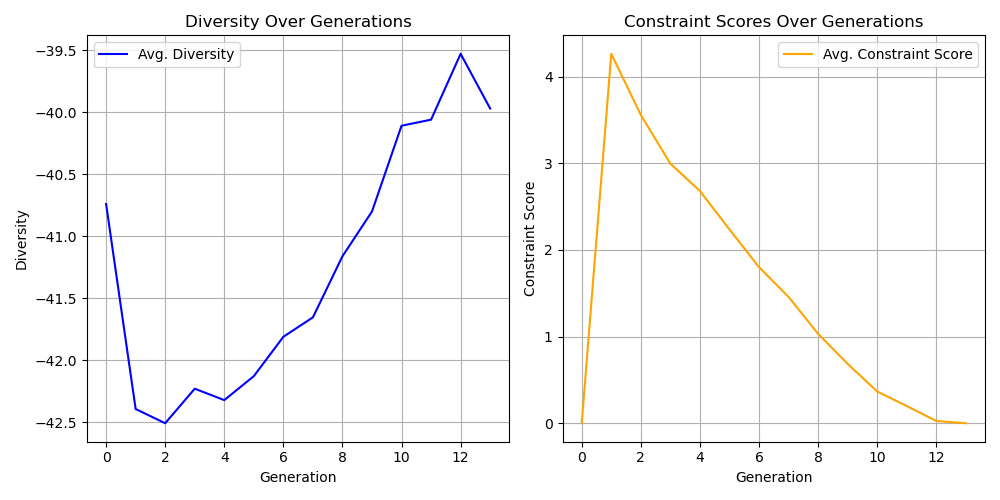 Diversity Over Generations
Avg. Diversity
−39.5
−40.0
−40.5
−41.0
−41.5
−42.0
−42.5
Diversity
0 2 4 6 8 10 12
Generation
Constraint Scores Over Generations
Avg. Constraint Score
4
3
2
1
0
Constraint Score
0 2 4 6 8 10 12
Generation